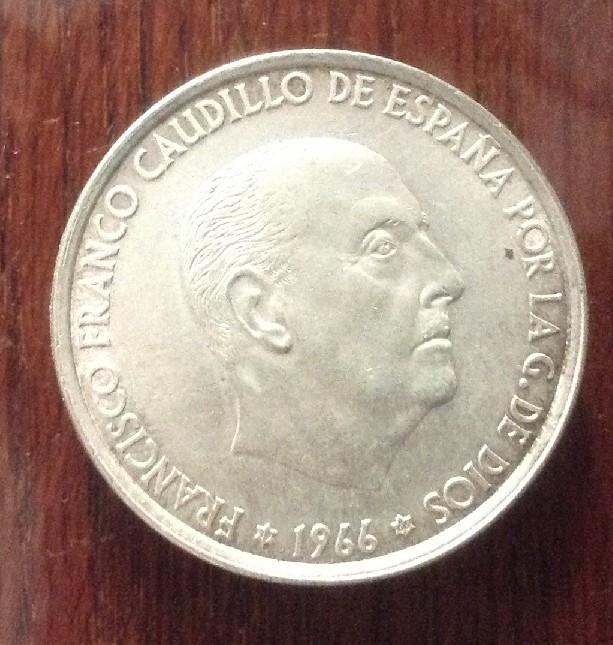 FRANCISCO FRANCO CAUDILLO DE ESPAÑA POR LA G. DE DIOS
1966